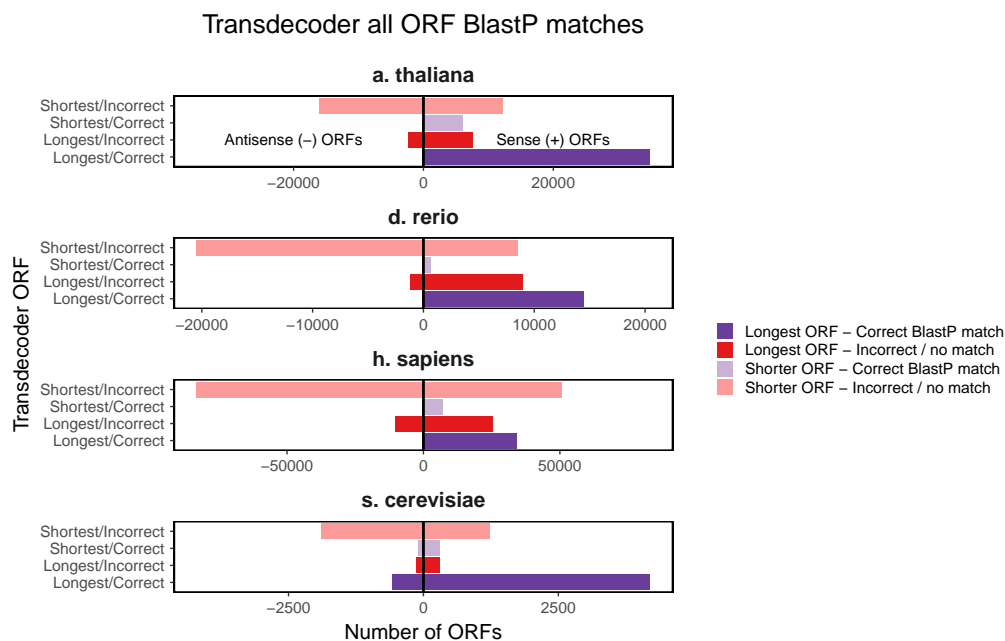 Transdecoder all ORF BlastP matches
a. thaliana
Shortest/Incorrect
Shortest/Correct
Longest/Incorrect
Longest/Correct
Antisense (−) ORFs
Sense (+) ORFs
−20000
0
20000
d. rerio
Shortest/Incorrect
Shortest/Correct
Longest/Incorrect
Longest/Correct
−20000
−10000
0
10000
20000
h. sapiens
Shortest/Incorrect
Shortest/Correct
Longest/Incorrect
Longest/Correct
−50000
0
50000
s. cerevisiae
Shortest/Incorrect
Shortest/Correct
Longest/Incorrect
Longest/Correct
−2500
0
2500
Number of ORFs
Transdecoder ORF
Longest ORF − Correct BlastP match
Longest ORF − Incorrect / no match
Shorter ORF − Correct BlastP match
Shorter ORF − Incorrect / no match